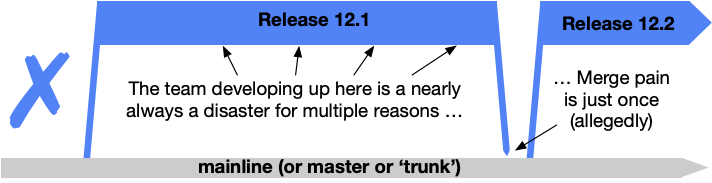 Release 12.1
Release 12.2
The team developing up here is a nearly
always a disaster for multiple reasons …
… Merge pain
is just once
(allegedly)
mainline (or master or ‘trunk’)